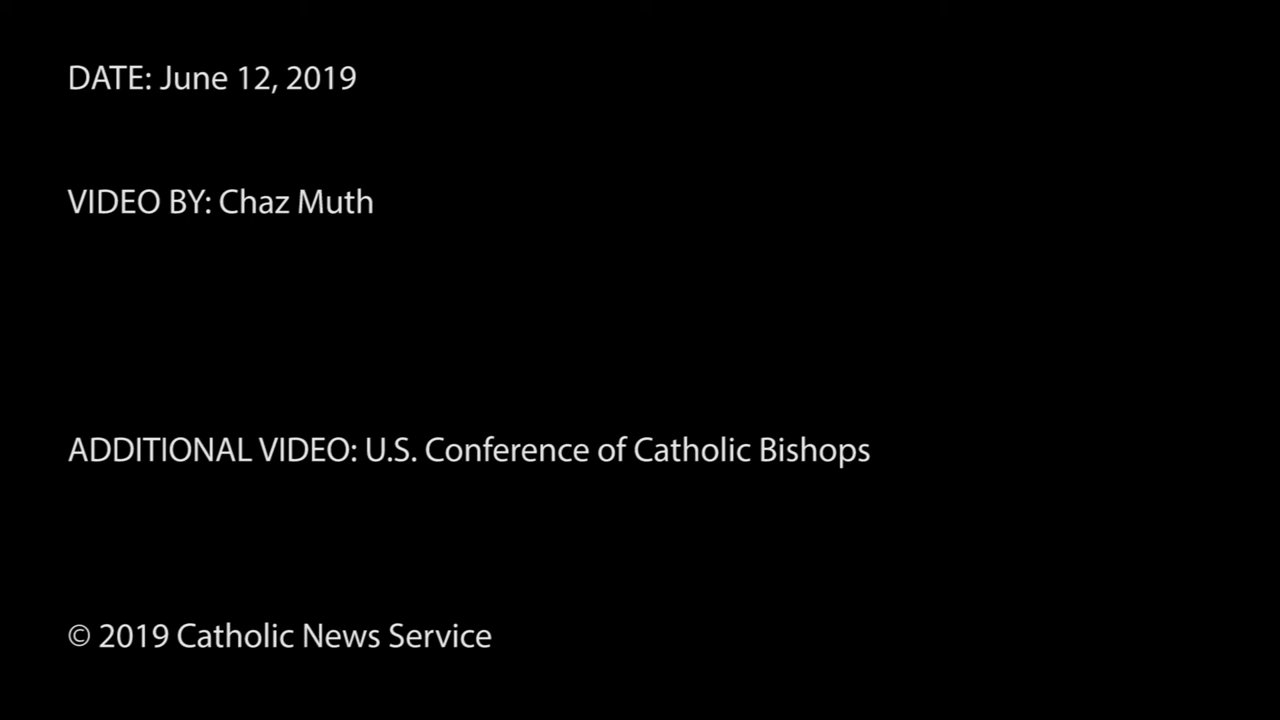 DATE: June 12, 2019
VIDEO BY: Chaz Muth
ADDITIONAL VIDEO: U.S. Conference of Catholic Bishops
© 2019 Catholic News Service